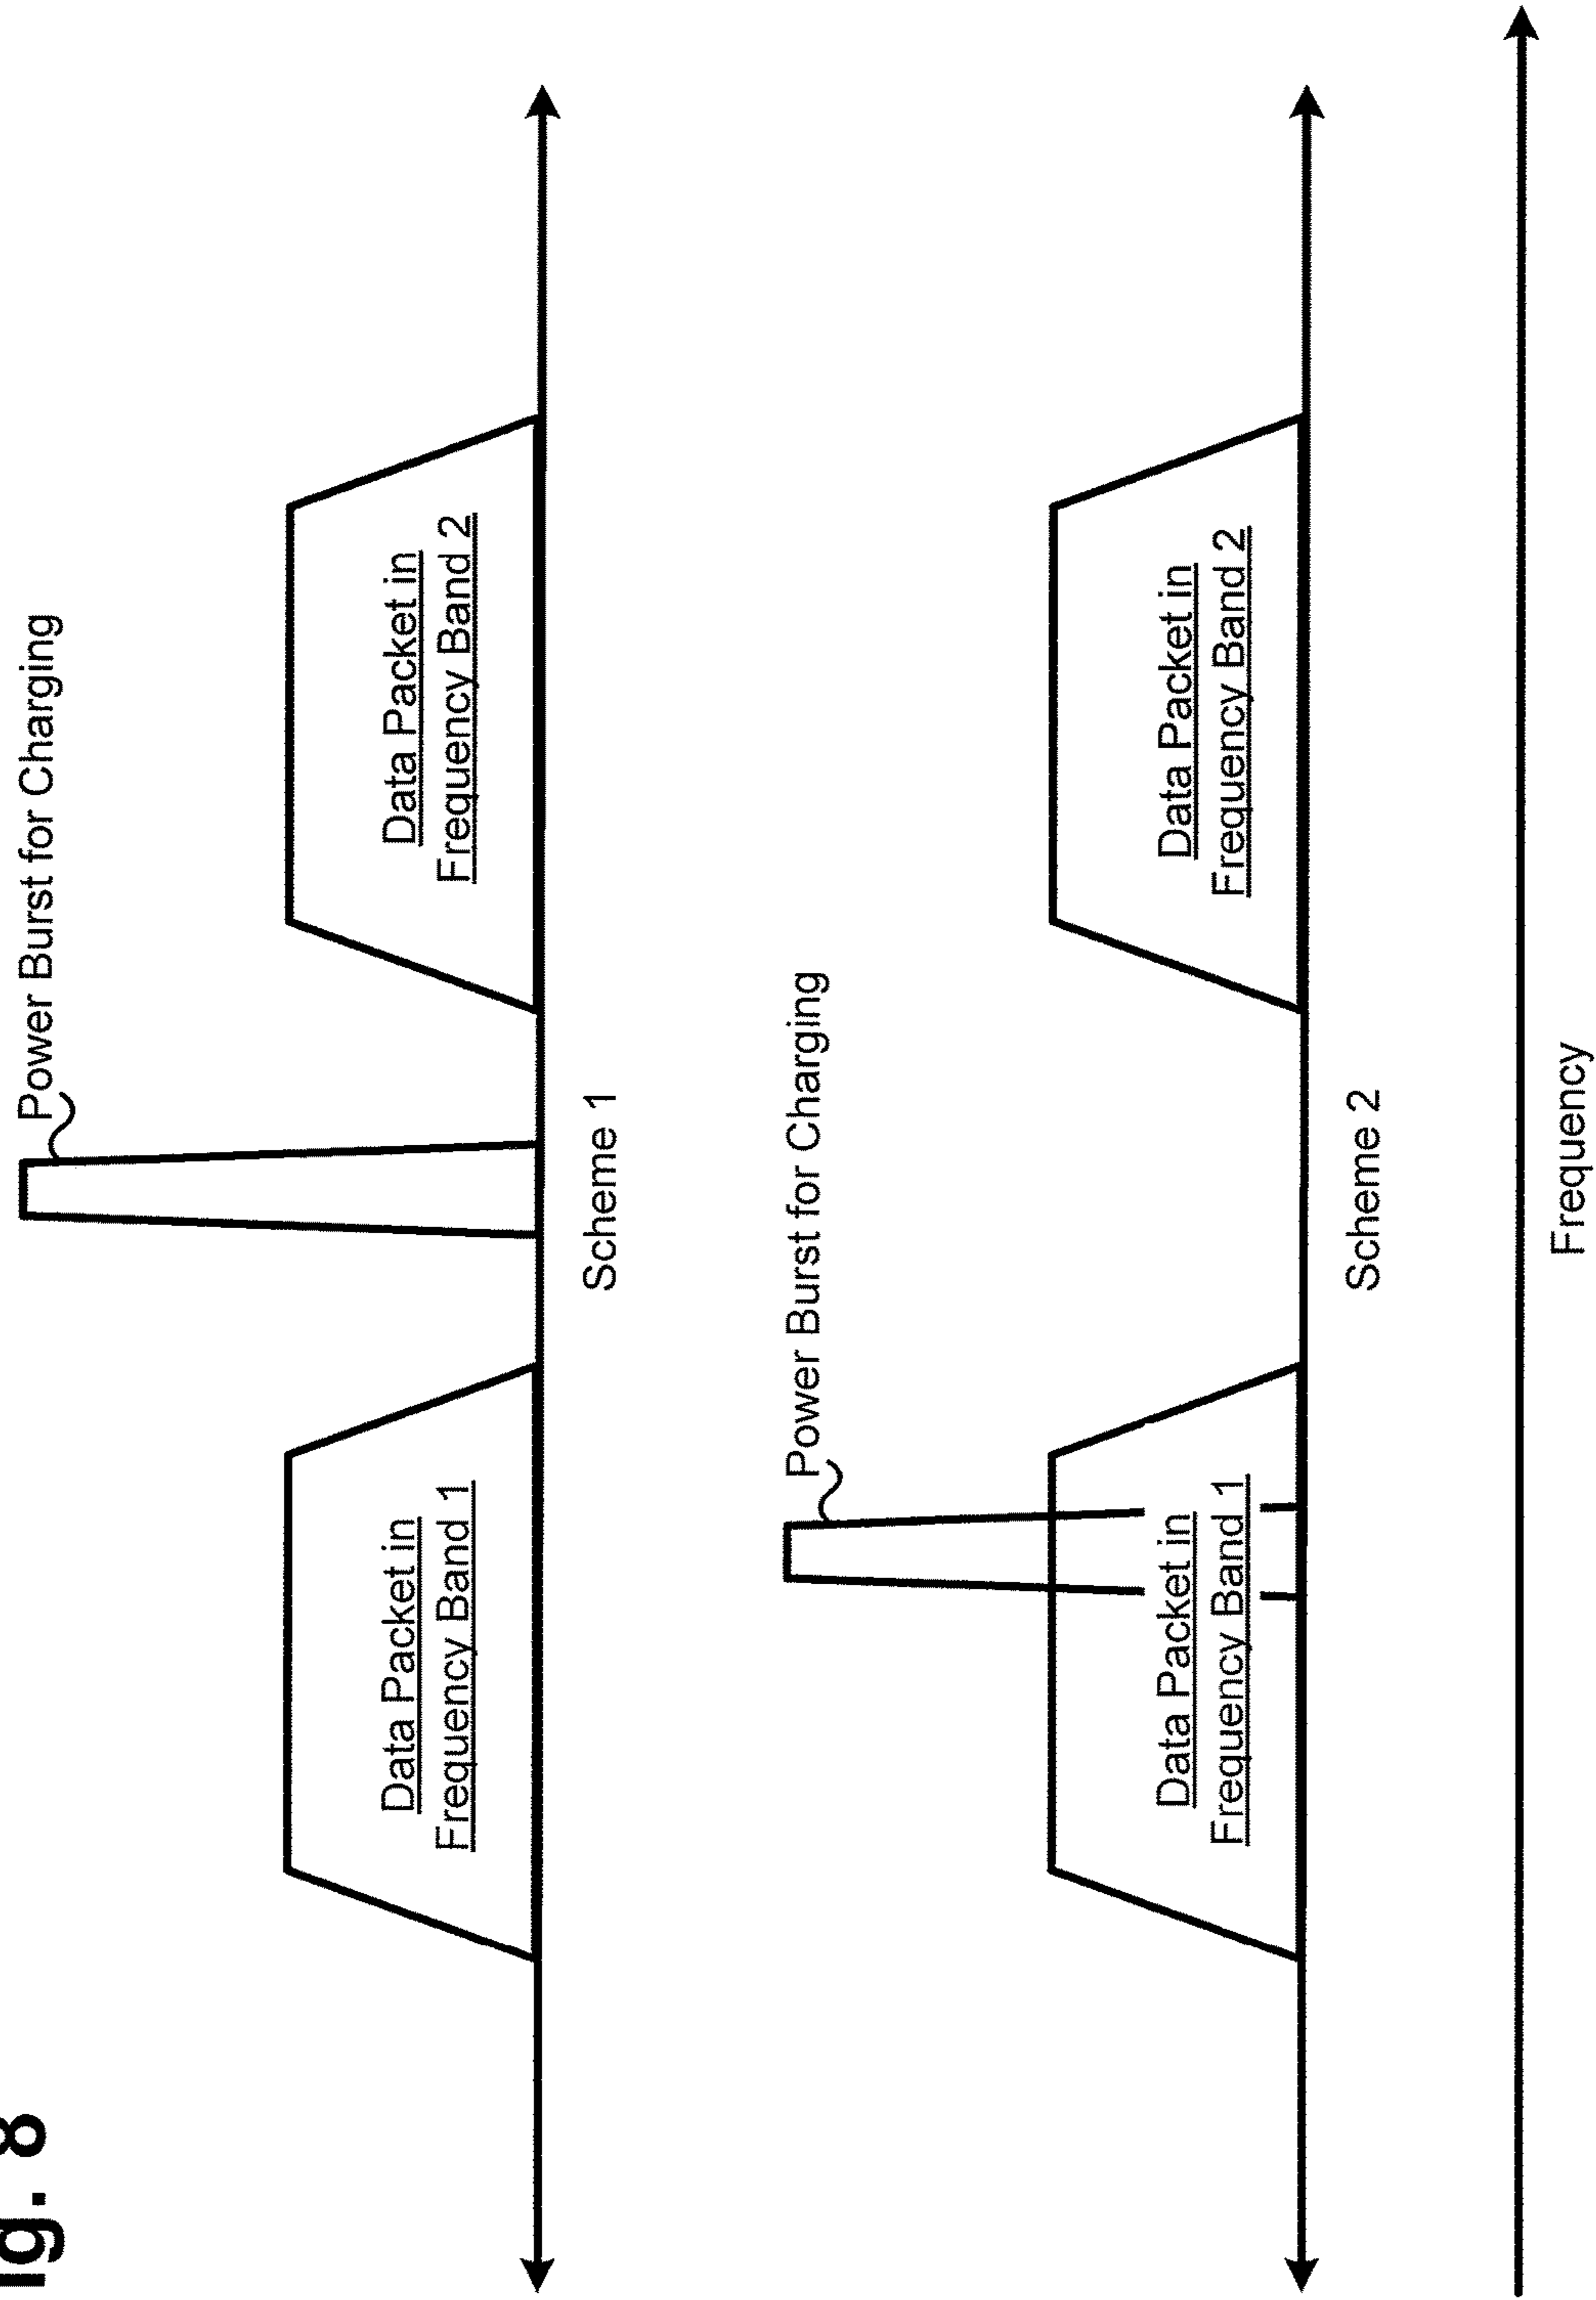 ig. 8
Power Burst for Charging
Data Packet in
Frequency Band 1
Data Packet in
Frequency Band 2
Scheme 1
Power Burst for Charging
Data Packet in
Frequency Band 1
Data Packet in
Frequency Band 2
Scheme 2
Frequency